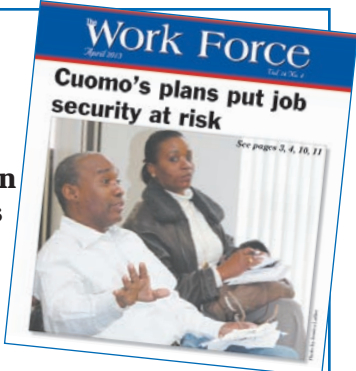 The
Work Force
April 2013
Vol 16 No. 4
Cuomo's plans put job
security at risk
See pages 3, 4, 10, 11
n
s